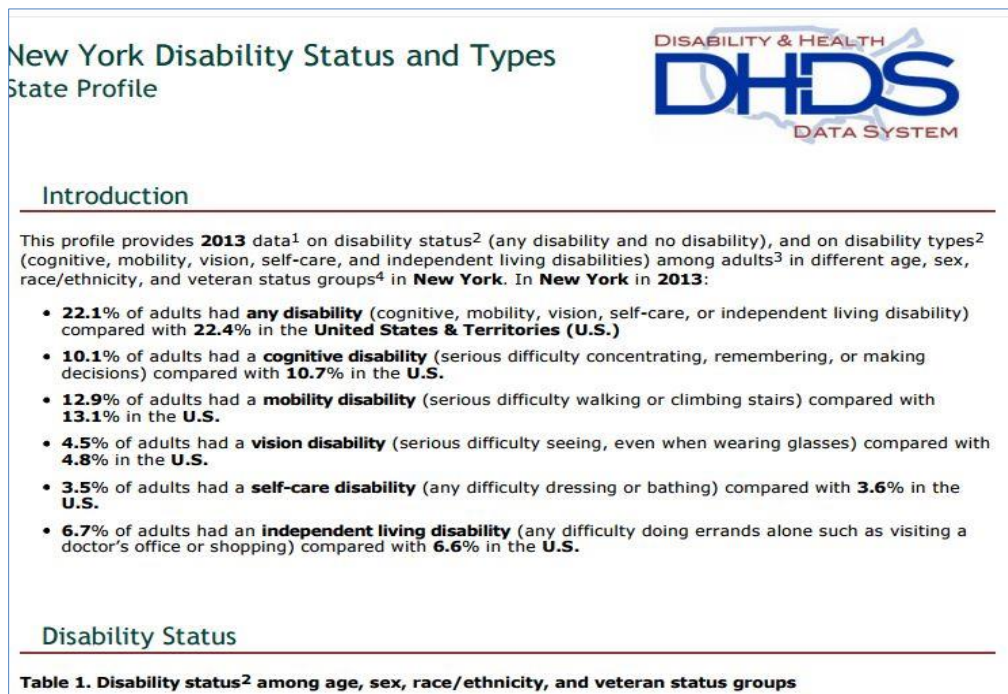 New York Disability Status and Types
State Profile
DISABILITY & HEALTH
DHDS
DATA SYSTEM
Introduction
This profile provides 2013 data1 on disability status2 (any disability and no disability), and on disability types2
(cognitive, mobility, vision, self-care, and independent living disabilities) among adults3 in different age, sex,
race/ethnicity, and veteran status groups4 in New York. In New York in 2013:
• 22.1% of adults had any disability (cognitive, mobility, vision, self-care, or independent living disability)
compared with 22.4% in the United States & Territories (U.S.)
• 10.1% of adults had a cognitive disability (serious difficulty concentrating, remembering, or making
decisions) compared with 10.7% in the U.S.
• 12.9% of adults had a mobility disability (serious difficulty walking or climbing stairs) compared with
13.1% in the U.S.
• 4.5% of adults had a vision disability (serious difficulty seeing, even when wearing glasses) compared with
4.8% in the U.S.
• 3.5% of adults had a self-care disability (any difficulty dressing or bathing) compared with 3.6% in the
U.S.
• 6.7% of adults had an independent living disability (any difficulty doing errands alone such as visiting a
doctor's office or shopping) compared with 6.6% in the U.S.
Disability Status
Table 1. Disability status2 among age, sex, race/ethnicity, and veteran status groups